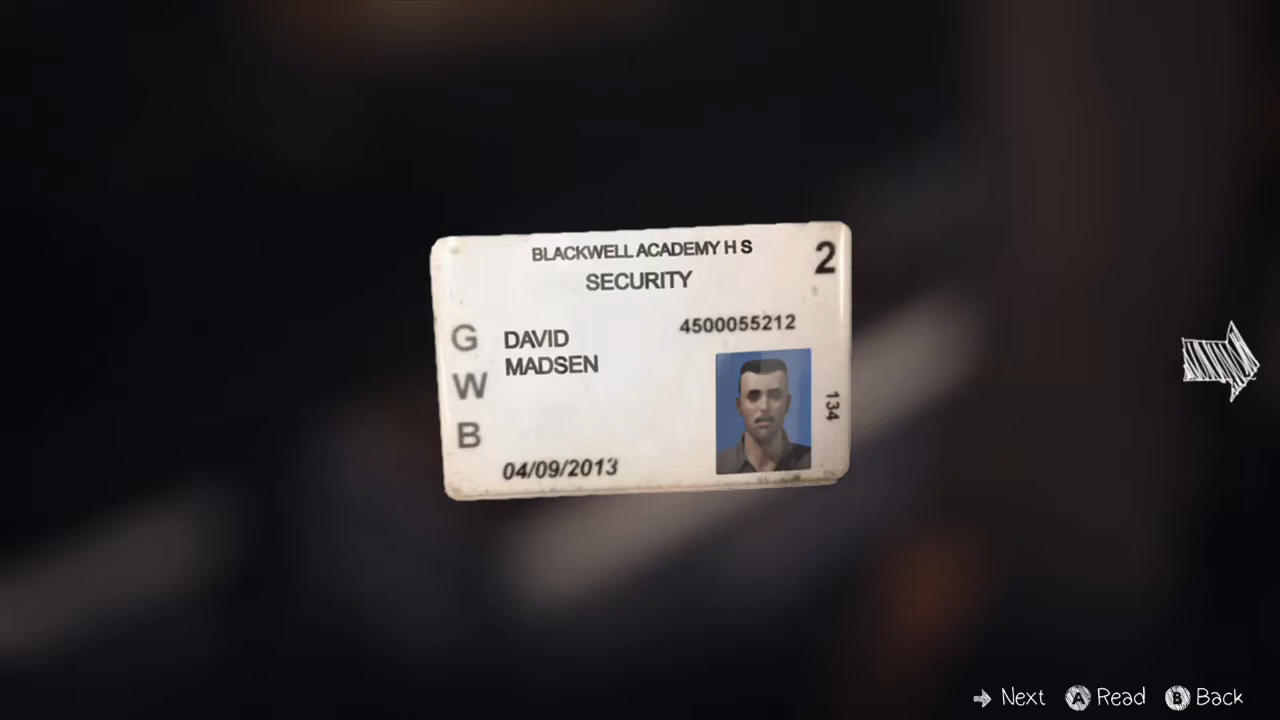 BLACKWELL ACADEMY H S
2
SECURITY
4500055212
G
DAVID
W
MADSEN
B
134
04/09/2013
Next A Read B Back